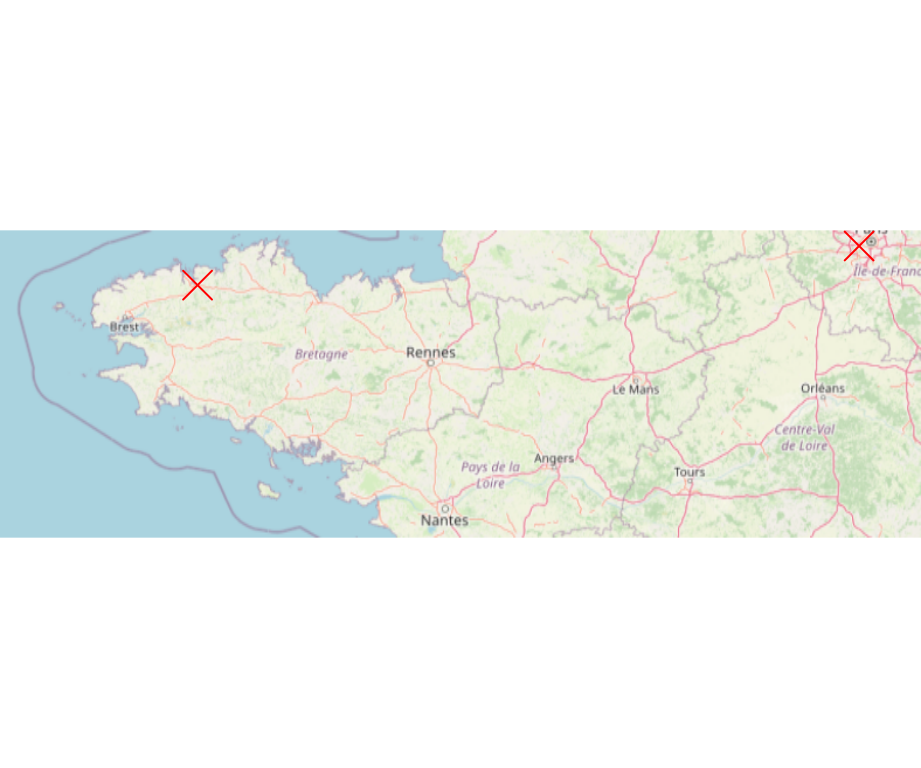 Paris
Île-de-Franc
Brest
Bretagne
Rennes
Le Mans
Orléans
Centre-Val
de Loire
Angers
Pays de la
Loire
Tours
Nantes